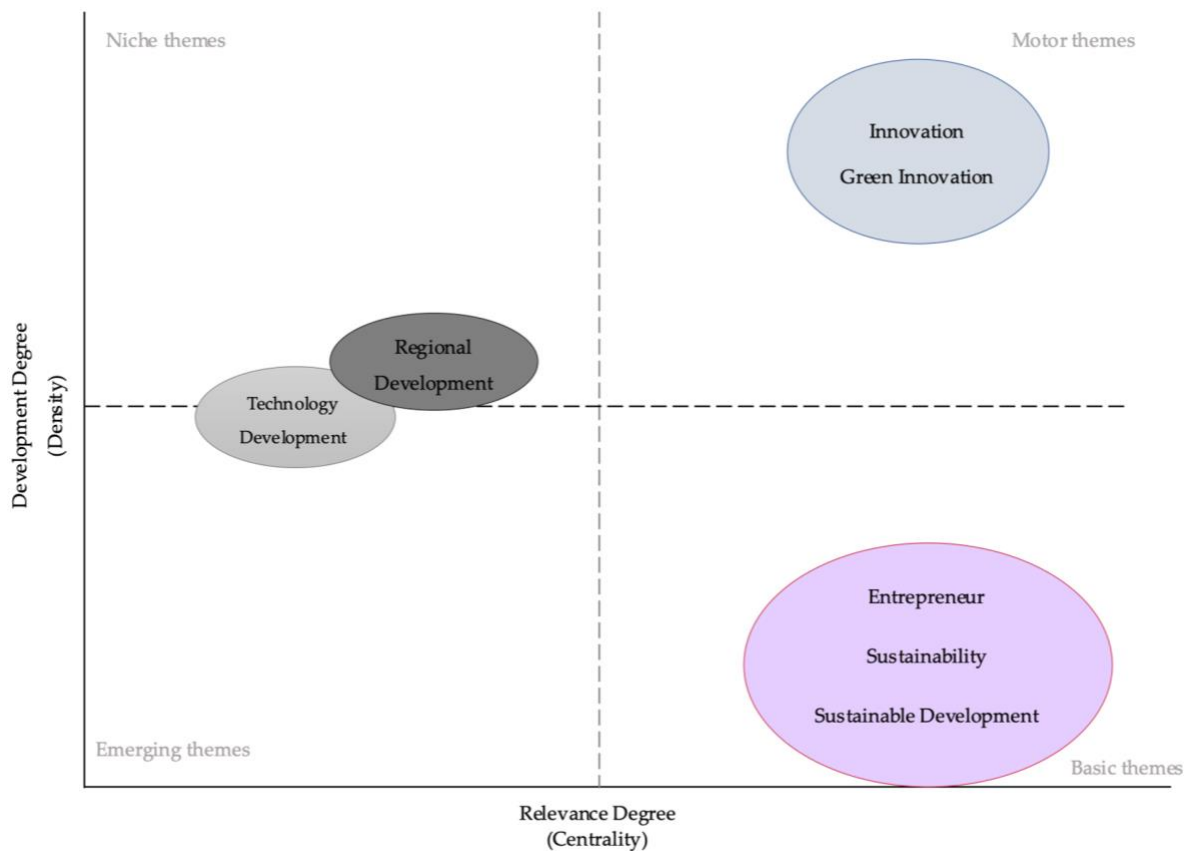 Niche themes
Motor themes
Innovation
Green Innovation
Regional
Development
Technology
Development
Development Degree
(Density)
Entrepreneur
Sustainability
Sustainable Development
Emerging themes
Basic themes
Relevance Degree
(Centrality)